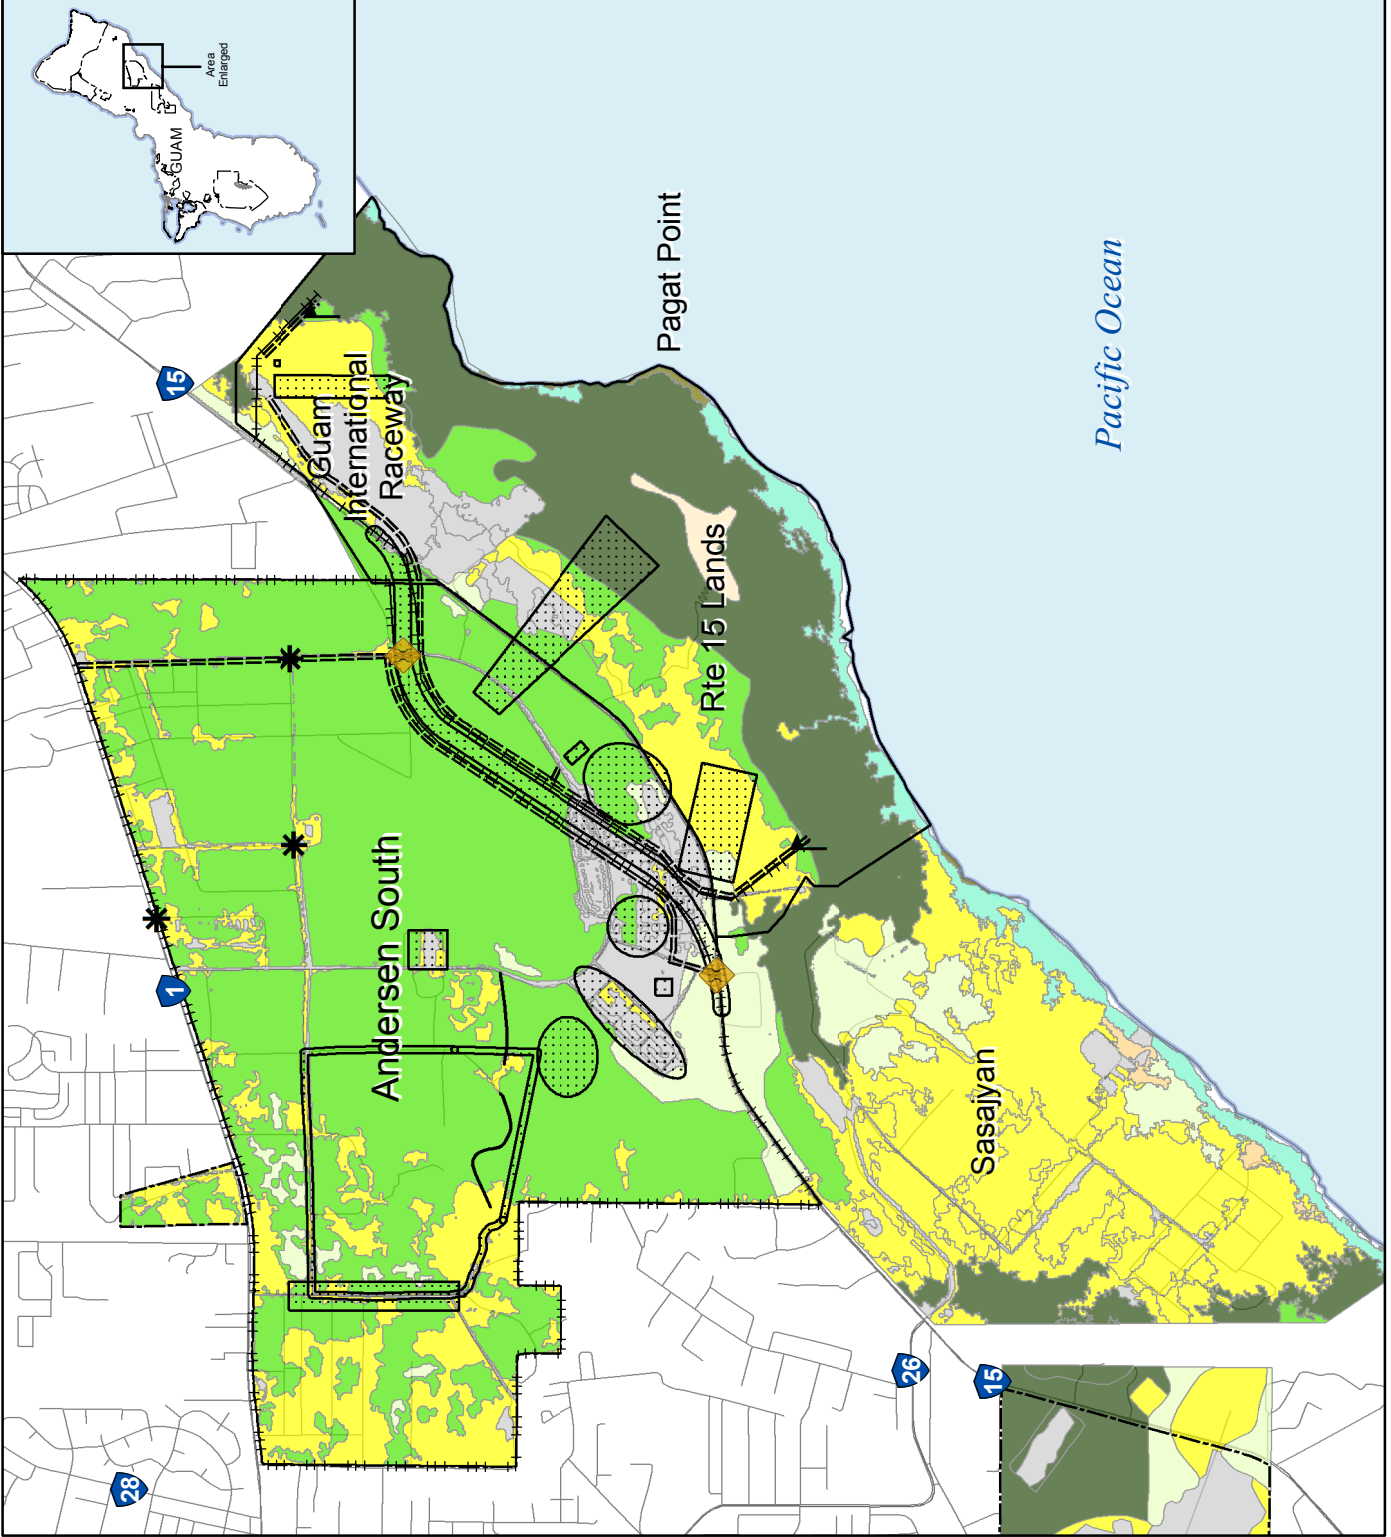 Area
Enlarged
GUAM
15
Guam
International
Raceway
Pagat Point
Pacific Ocean
Rte 15 Lands
1
Andersen South
Sasajyan
28
26
15